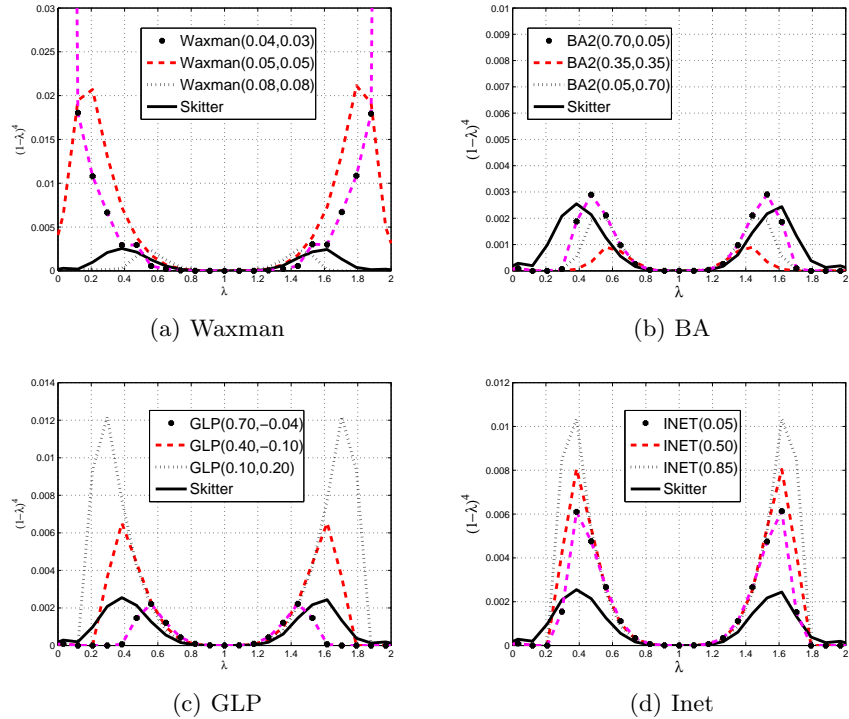 0.03
0.025
0.02
0.015
0.01
0.005
0
(1−λ)^4
Waxman(0.04,0.03)
Waxman(0.05,0.05)
Waxman(0.08,0.08)
Skitter
0 0.2 0.4 0.6 0.8 1 1.2 1.4 1.6 1.8 2
λ
(a) Waxman
0.01
0.009
0.008
0.007
0.006
0.005
0.004
0.003
0.002
0.001
0
(1−λ)^4
BA2(0.70,0.05)
BA2(0.35,0.35)
BA2(0.05,0.70)
Skitter
0 0.2 0.4 0.6 0.8 1 1.2 1.4 1.6 1.8 2
λ
(b) BA
0.014
0.012
0.01
0.008
0.006
0.004
0.002
0
(1−λ)^4
GLP(0.70,−0.04)
GLP(0.40,−0.10)
GLP(0.10,0.20)
Skitter
0 0.2 0.4 0.6 0.8 1 1.2 1.4 1.6 1.8 2
λ
(c) GLP
0.012
0.01
0.008
0.006
0.004
0.002
0
(1−λ)^4
INET(0.05)
INET(0.50)
INET(0.85)
Skitter
0 0.2 0.4 0.6 0.8 1 1.2 1.4 1.6 1.8 2
λ
(d) Inet